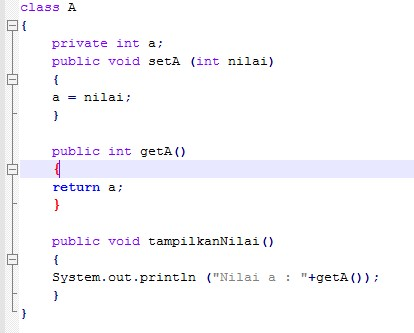 class A
{
private int a;
public void setA (int nilai)
{
a = nilai;
}
public int getA()
{
return a;
}
public void tampilkanNilai()
{
System.out.println ("Nilai a : "+getA());
}
}